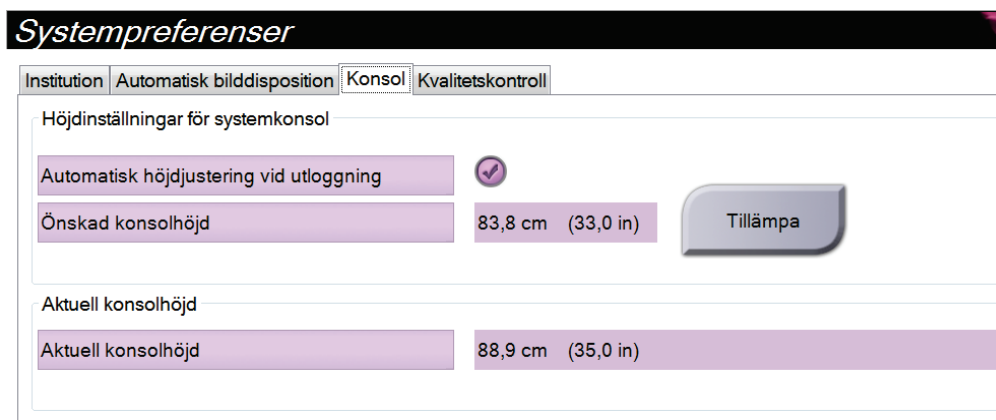 Systempreferenser
Institution Automatisk bilddisposition Konsol Kvalitetskontroll
Höjdinställningar för systemkonsol
Automatisk höjdjustering vid utloggning
Önskad konsolhöjd 83,8 cm (33,0 in) Tillämpa
Aktuell konsolhöjd
Aktuell konsolhöjd 88,9 cm (35,0 in)